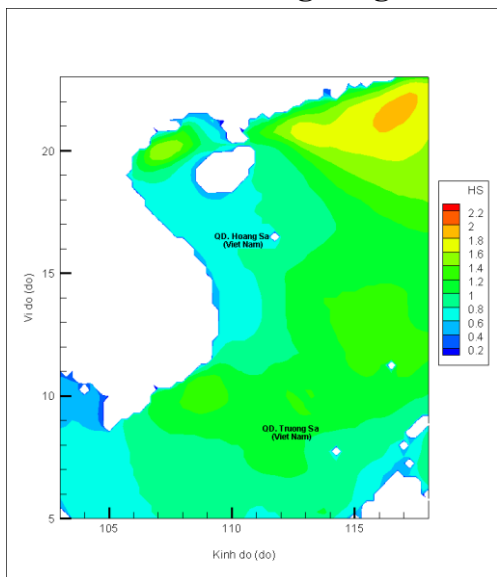 HS
2.2
2
1.8
1.6
1.4
1.2
1
0.8
0.6
0.4
0.2
Vi do (do)
20
15
10
5
QD. Hoang Sa
(Viet Nam)
QD. Truong Sa
(Viet Nam)
105
110
115
Kinh do (do)